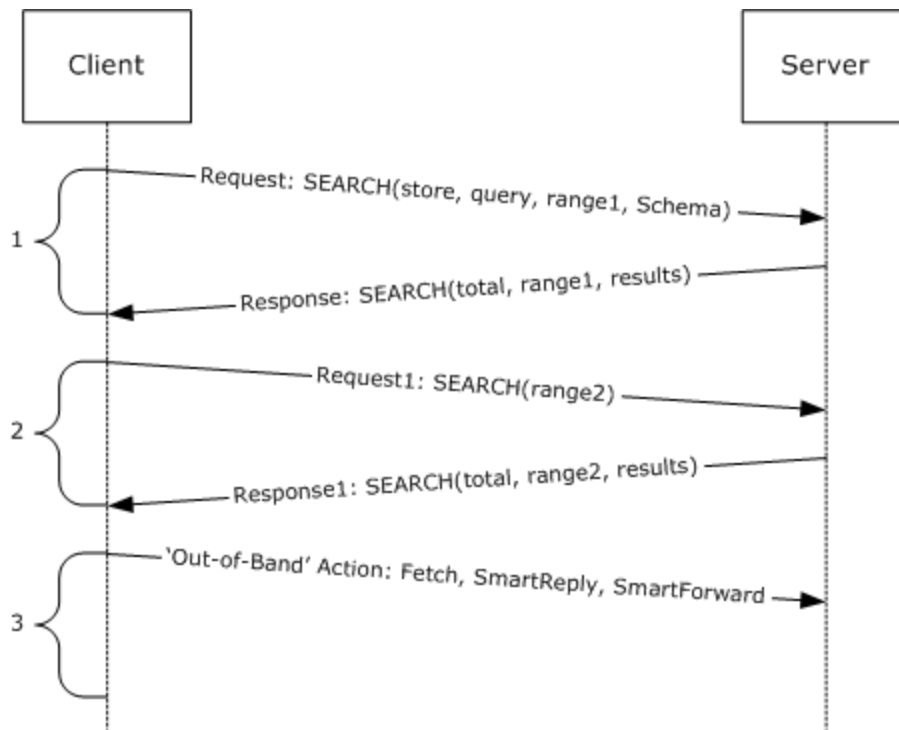 Client
Server
Request: SEARCH(store, query, range1, Schema)
1
Response: SEARCH(total, range1, results)
Request1: SEARCH(range2)
2
Response1: SEARCH(total, range2, results)
‘Out-of-Band’ Action: Fetch, SmartReply, SmartForward
3